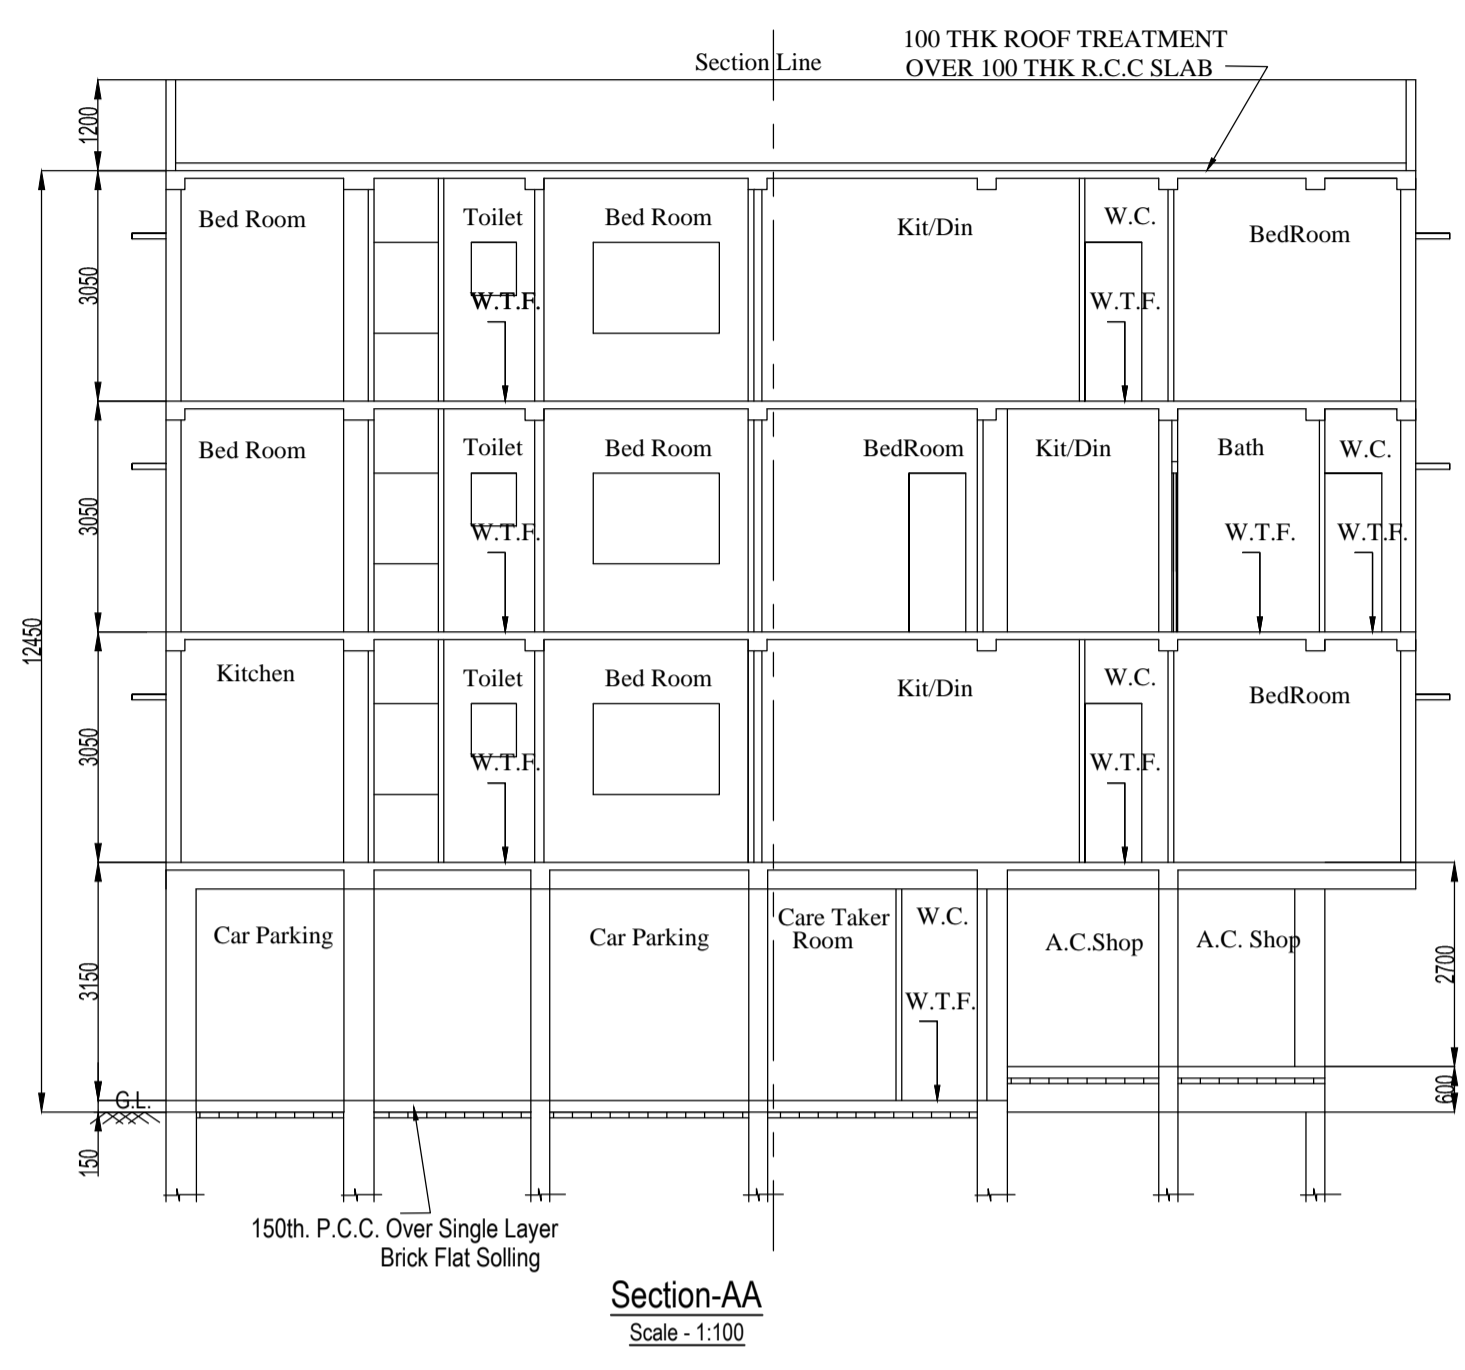 100 THK ROOF TREATMENT
Section Line
OVER 100 THK R.C.C SLAB
1200
Bed Room
Toilet
Bed Room
Kit/Din
W.C.
BedRoom
3050
W.T.F.
W.T.F.
Bed Room
Toilet
Bed Room
BedRoom
Kit/Din
Bath
W.C.
3050
W.T.F.
W.T.F.
W.T.F.
12450
Kitchen
Toilet
Bed Room
Kit/Din
W.C.
BedRoom
3050
W.T.F.
W.T.F.
Car Parking
Car Parking
Care Taker
Room
W.C.
A.C.Shop
A.C. Shop
3150
W.T.F.
2700
600
G.L.
150
150th. P.C.C. Over Single Layer
Brick Flat Solling
Section-AA
Scale - 1:100